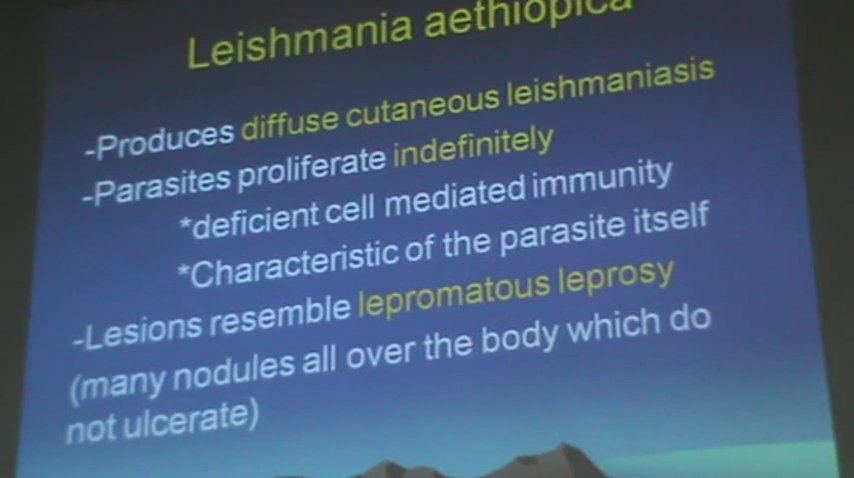 Leishmania aethiopica
-Produces diffuse cutaneous leishmaniasis
-Parasites proliferate indefinitely
*deficient cell mediated immunity
*Characteristic of the parasite itself
-Lesions resemble lepromatous leprosy
(many nodules all over the body which do
not ulcerate)